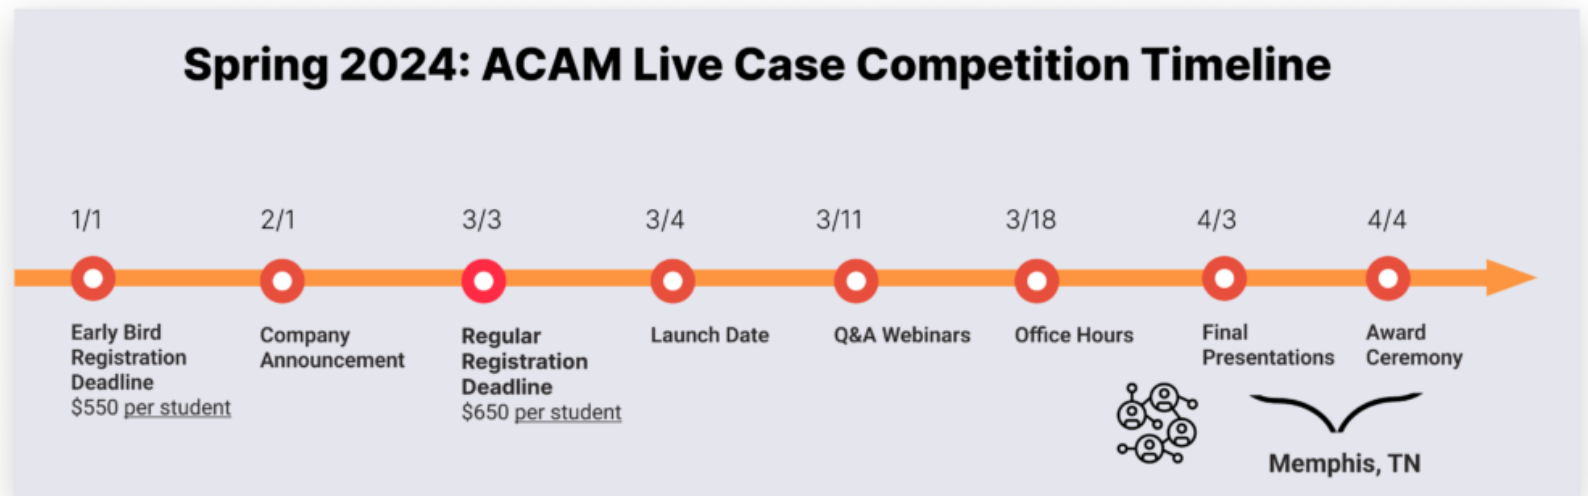 Spring 2024: ACAM Live Case Competition Timeline
1/1
2/1
3/3
3/4
3/11
3/18
4/3
4/4
Early Bird
Registration
Deadline
$550 per student
Company
Announcement
Regular
Registration
Deadline
$650 per student
Launch Date
Q&A Webinars
Office Hours
Final
Presentations
Award
Ceremony
Memphis, TN